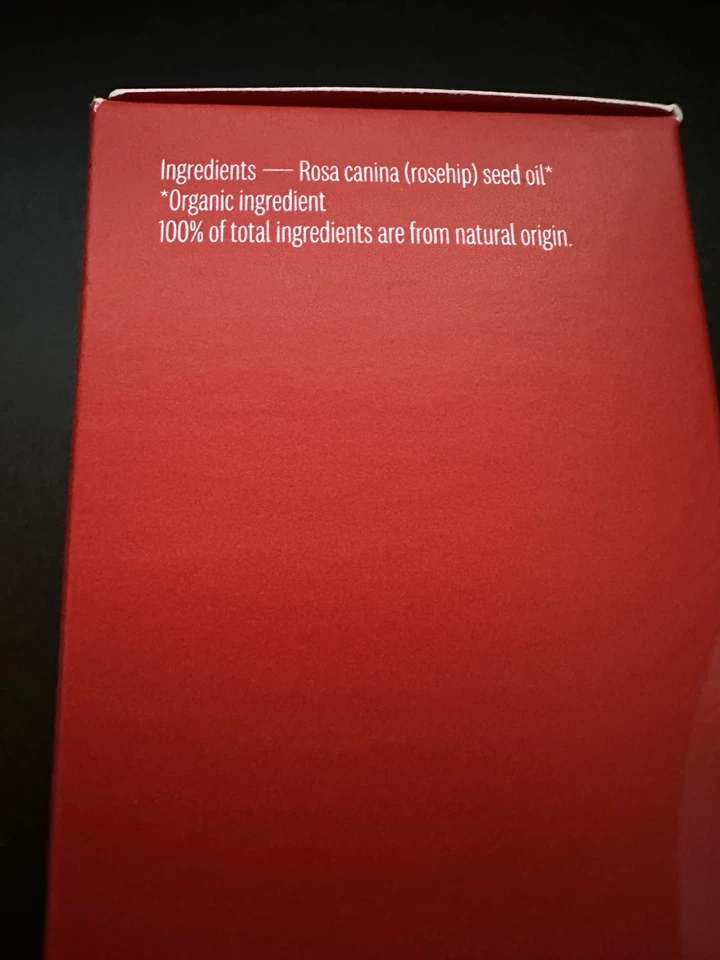 Ingredients — Rosa canina (rosehip) seed oil*
*Organic ingredient
100% of total ingredients are from natural origin.